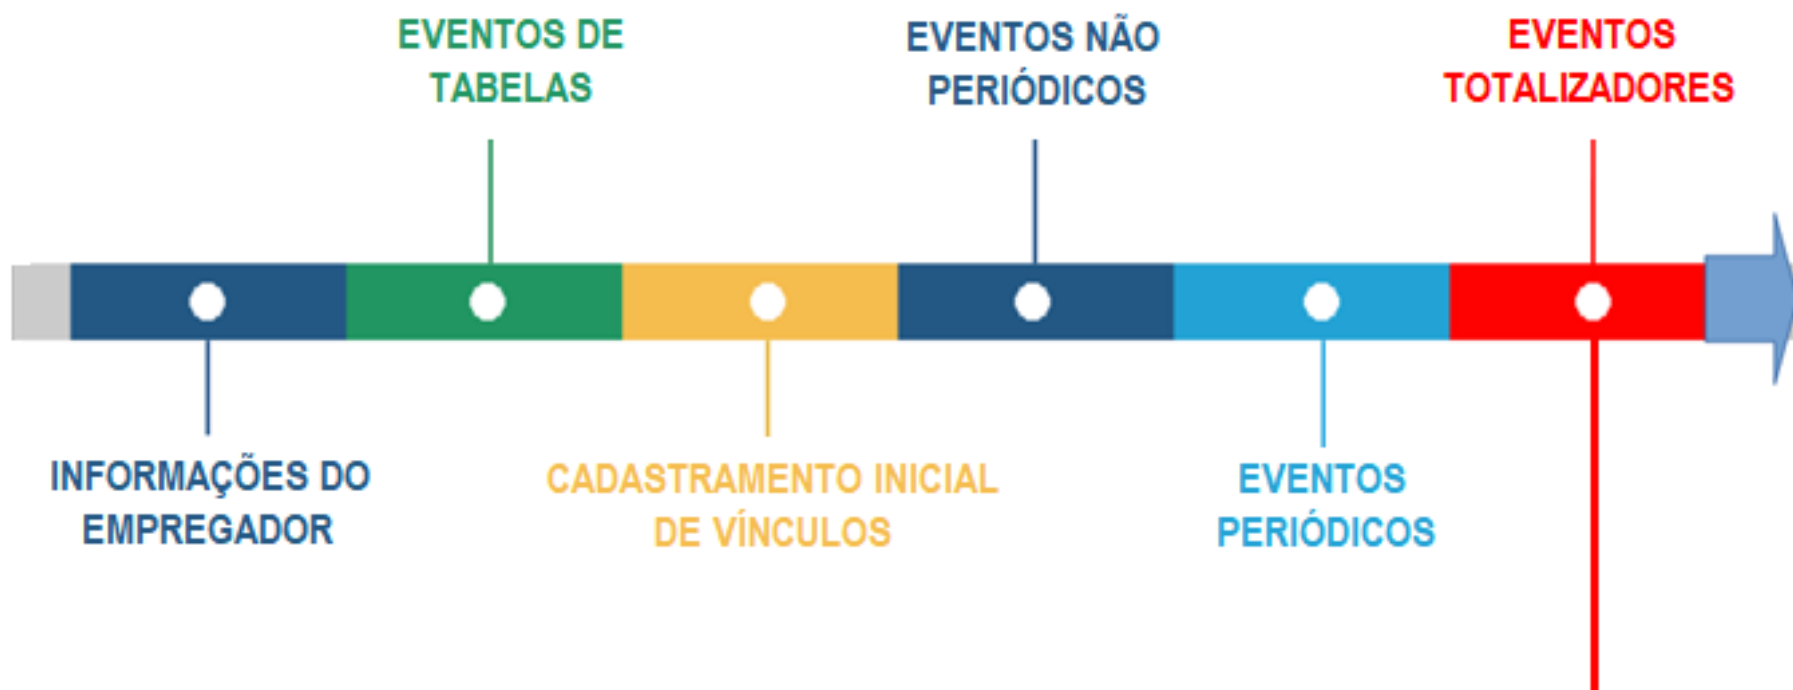 EVENTOS DE
TABELAS
EVENTOS NÃO
PERIÓDICOS
EVENTOS
TOTALIZADORES
INFORMAÇÕES DO
EMPREGADOR
CADASTRAMENTO INICIAL
DE VÍNCULOS
EVENTOS
PERIÓDICOS